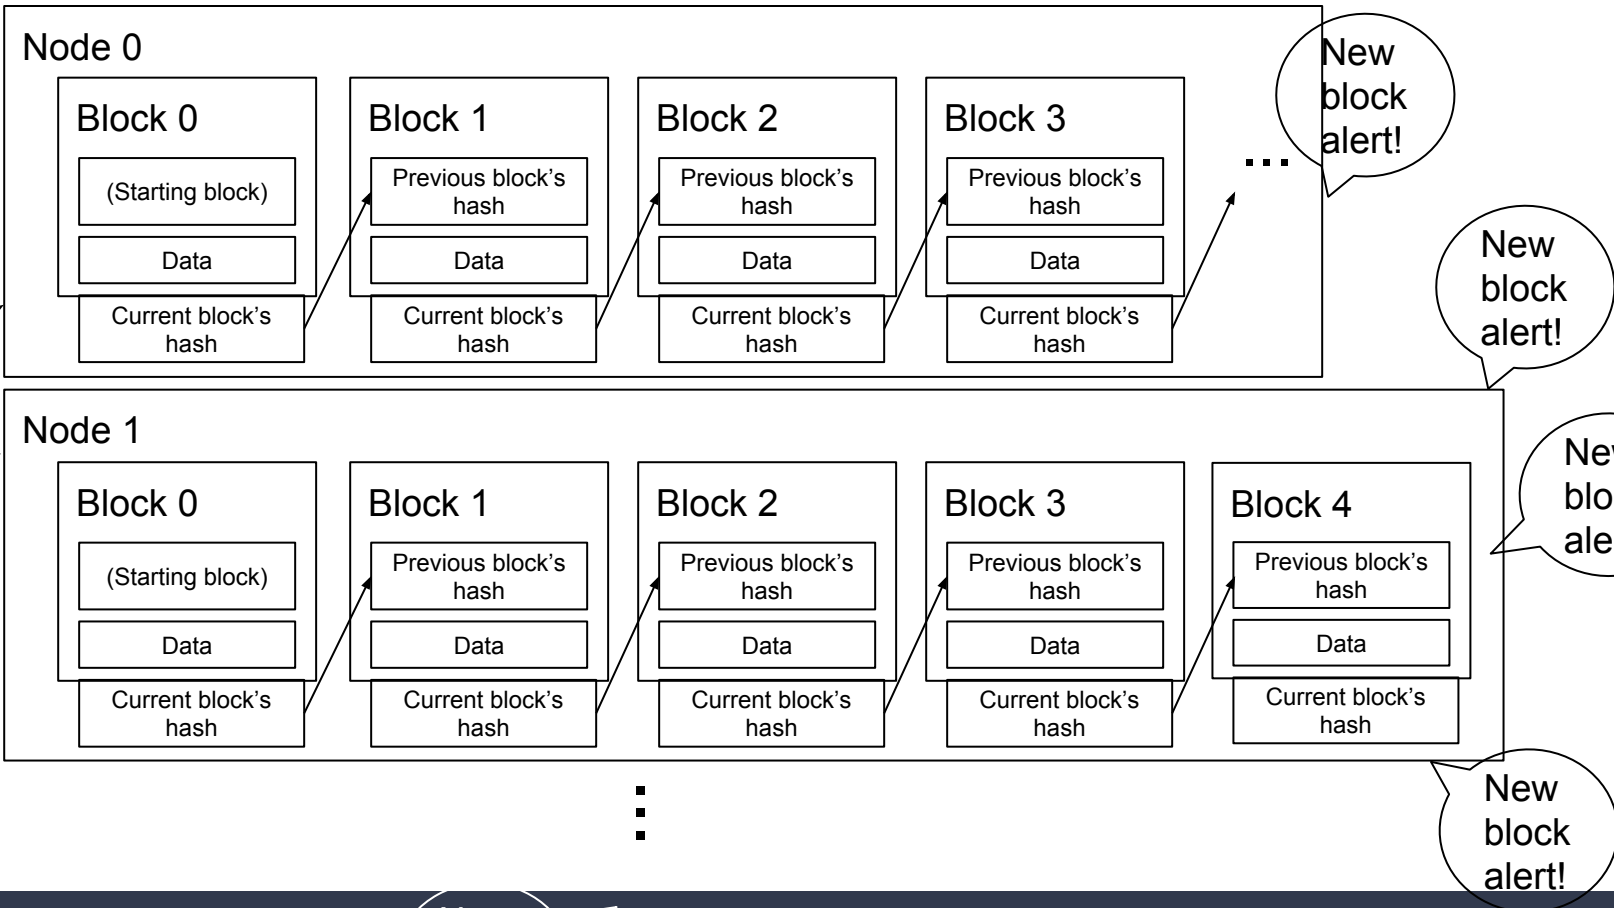 Node 0
Block 0
(Starting block)
Data
Current block's
hash
Block 1
Previous block's
hash
Data
Current block's
hash
Block 2
Previous block's
hash
Data
Current block's
hash
Block 3
Previous block's
hash
Data
Current block's
hash
...
New
block
alert!
New
block
alert!
Node 1
Block 0
(Starting block)
Data
Current block's
hash
Block 1
Previous block's
hash
Data
Current block's
hash
Block 2
Previous block's
hash
Data
Current block's
hash
Block 3
Previous block's
hash
Data
Current block's
hash
Block 4
Previous block's
hash
Data
Current block's
hash
New
block
alert!